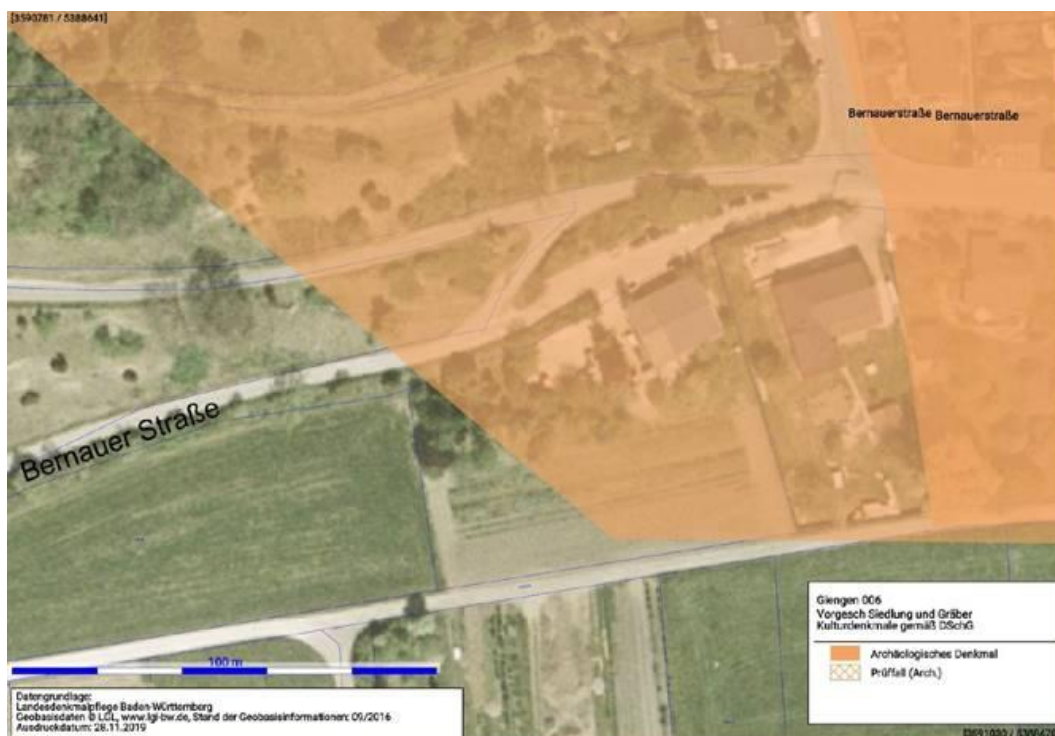 [3590781 / 5388641]
Bernauerstraße Bernauerstraße
Bernauer Straße
100 m
Giengen 006
Vorgesch Siedlung und Gräber
Kulturdenkmale gemäß DSchG
Archäologisches Denkmal
Prüffall (Arch.)
Datengrundlage:
Landesdenkmalpflege Baden-Württemberg
Geobasisdaten © LGL, www.lgl-bw.de, Stand der Geobasisinformationen: 09/2016
Ausdruckdatum: 28.11.2019